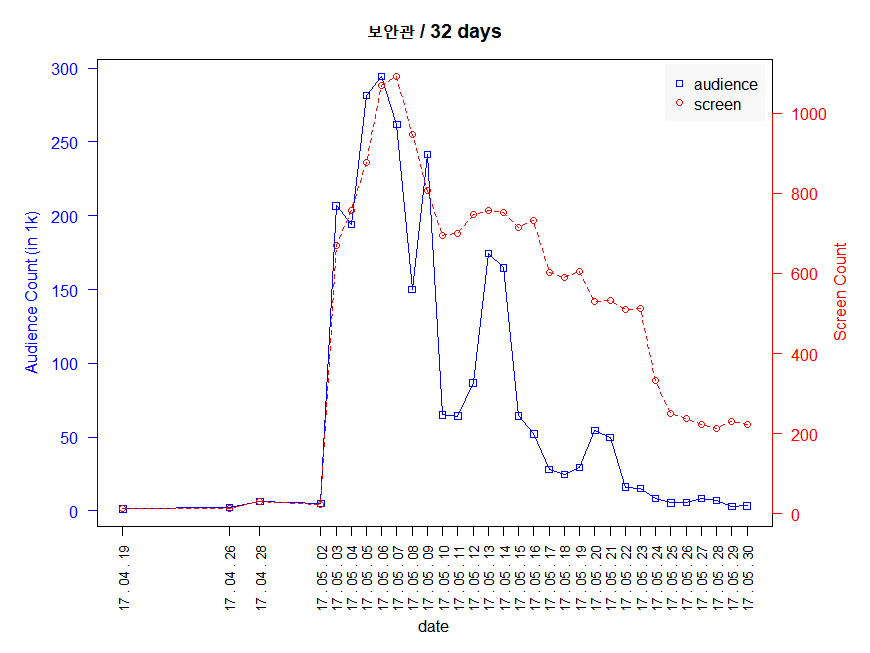 보안관 / 32 days
audience
screen
Audience Count (in 1k)
300
250
200
150
100
50
0
1000
800
600
400
200
0
Screen Count
17 . 04 . 19
17 . 04 . 26
17 . 04 . 28
17 . 05 . 02
17 . 05 . 03
17 . 05 . 04
17 . 05 . 05
17 . 05 . 06
17 . 05 . 07
17 . 05 . 08
17 . 05 . 09
17 . 05 . 10
17 . 05 . 11
17 . 05 . 12
17 . 05 . 13
17 . 05 . 14
17 . 05 . 15
17 . 05 . 16
17 . 05 . 17
17 . 05 . 18
17 . 05 . 19
17 . 05 . 20
17 . 05 . 21
17 . 05 . 22
17 . 05 . 23
17 . 05 . 24
17 . 05 . 25
17 . 05 . 26
17 . 05 . 27
17 . 05 . 28
17 . 05 . 29
17 . 05 . 30
date